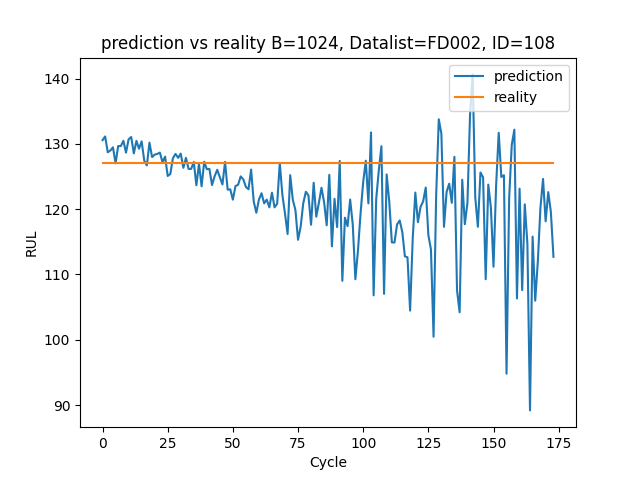 prediction vs reality B=1024, Datalist=FD002, ID=108
prediction
reality
140
130
120
110
100
90
RUL
0 25 50 75 100 125 150 175
Cycle